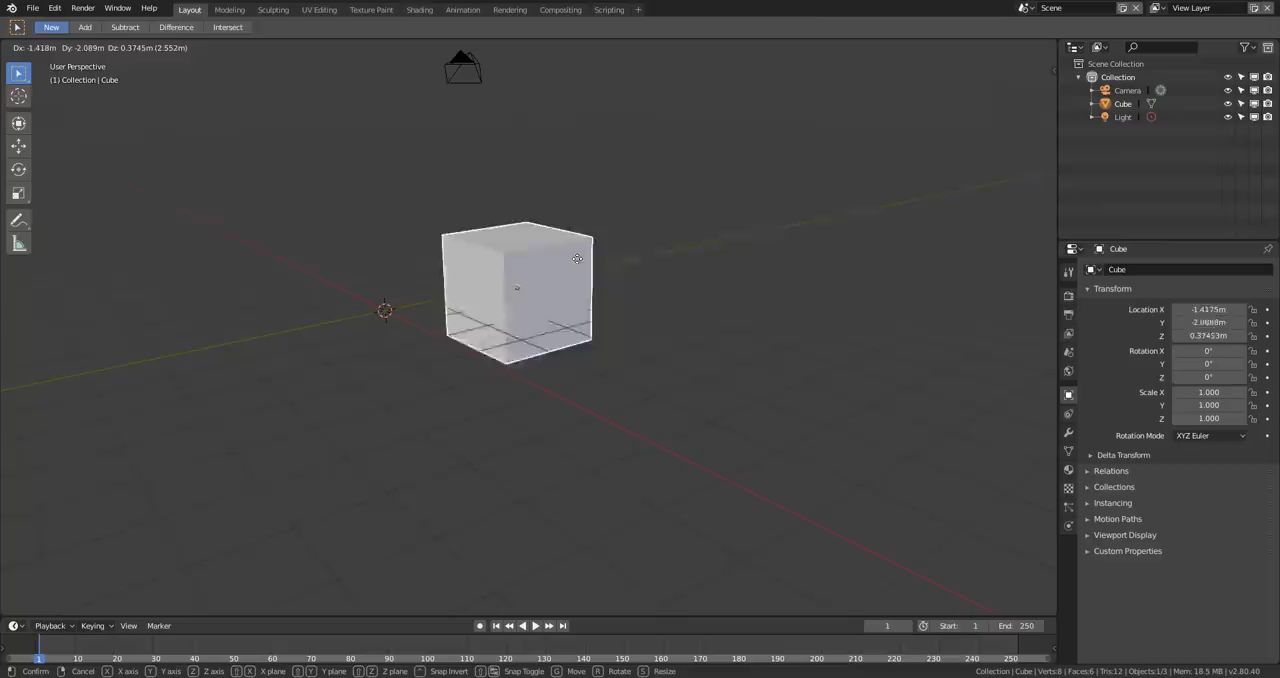 File Edit Render Window Help Layout Modeling Sculpting UV Editing Texture Paint Shading Animation Rendering Compositing Scripting + Scene View Layer
New Add Subtract Difference Intersect
Dx: -1.418m Dy: -2.089m Dz: 0.3745m (2.552m)
User Perspective
(1) Collection | Cube
Scene Collection
Collection
Camera
Cube
Light
Cube
Cube
Transform
Location X -1.4175m
Y
Z 0.37453m
Rotation X 0°
Y 0°
Z 0°
Scale X 1.000
Y 1.000
Z 1.000
Rotation Mode XYZ Euler
Delta Transform
Relations
Collections
Instancing
Motion Paths
Viewport Display
Custom Properties
Playback Keying View Marker 1 Start: 1 End: 250
1 10 20 30 40 50 60 70 80 90 100 110 120 130 140 150 160 170 180 190 200 210 220 230 240 250
Confirm Cancel X X axis Y Y axis Z Z axis X X plane Y Y plane Z Z plane Snap Invert Snap Toggle G Move R Rotate S Resize Collection | Cube | Verts:8 | Faces:6 | Tris:12 | Objects:1/3 | Mem: 18.5 MB | v2.80.40